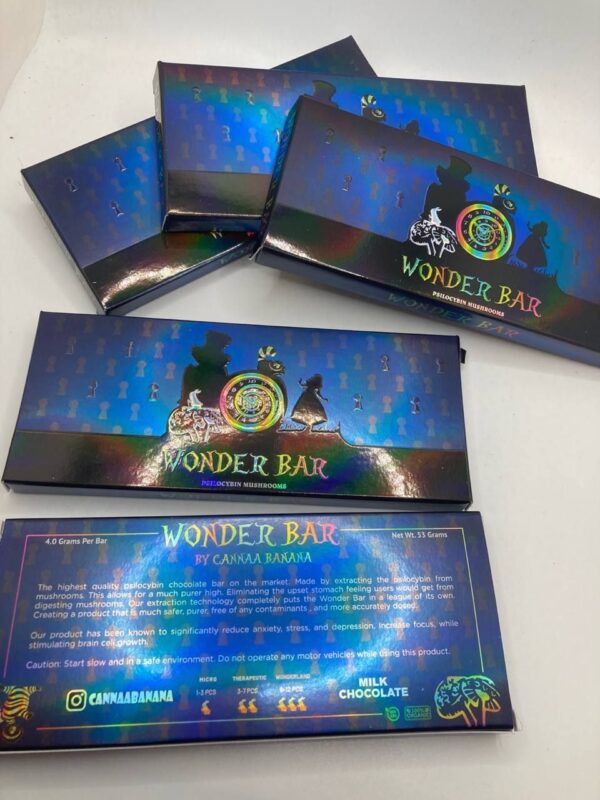 WONDER BAR
PSILOCYBIN MUSHROOMS
WONDER BAR
WONDER BAR
PSILOCYBIN MUSHROOMS
4.0 Grams Per Bar
WONDER BAR
Net Wt. 53 Grams
BY CANNAA BANANA
The highest quality psilocybin chocolate bar on the market. Made by extracting the psilocybin from
mushrooms. This allows for a much purer high. Eliminating the upset stomach feeling users would get from
digesting mushrooms. Our extraction technology completely puts the Wonder Bar in a league of its own.
Creating a product that is much safer, purer, free of any contaminants, and more accurately dosed.
Our product has been known to significantly reduce anxiety, stress, and depression. Increase focus, while
stimulating brain cell growth.
Caution: Start slow and in a safe environment. Do not operate any motor vehicles while using this product.
CANNAABANANA
MICRO THERAPEUTIC WONDERLAND
1-3 PCS 3-7 PCS 8-12 PCS
MILK
CHOCOLATE
100%
ORGANIC